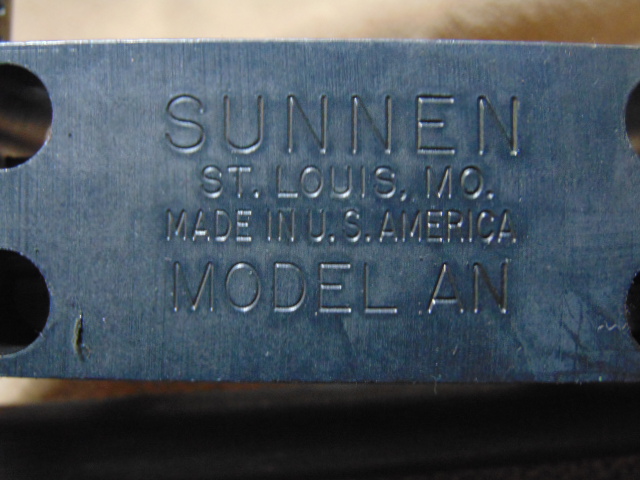 SUNNEN
ST. LOUIS, MO.
MADE IN U.S. AMERICA
MODEL AN